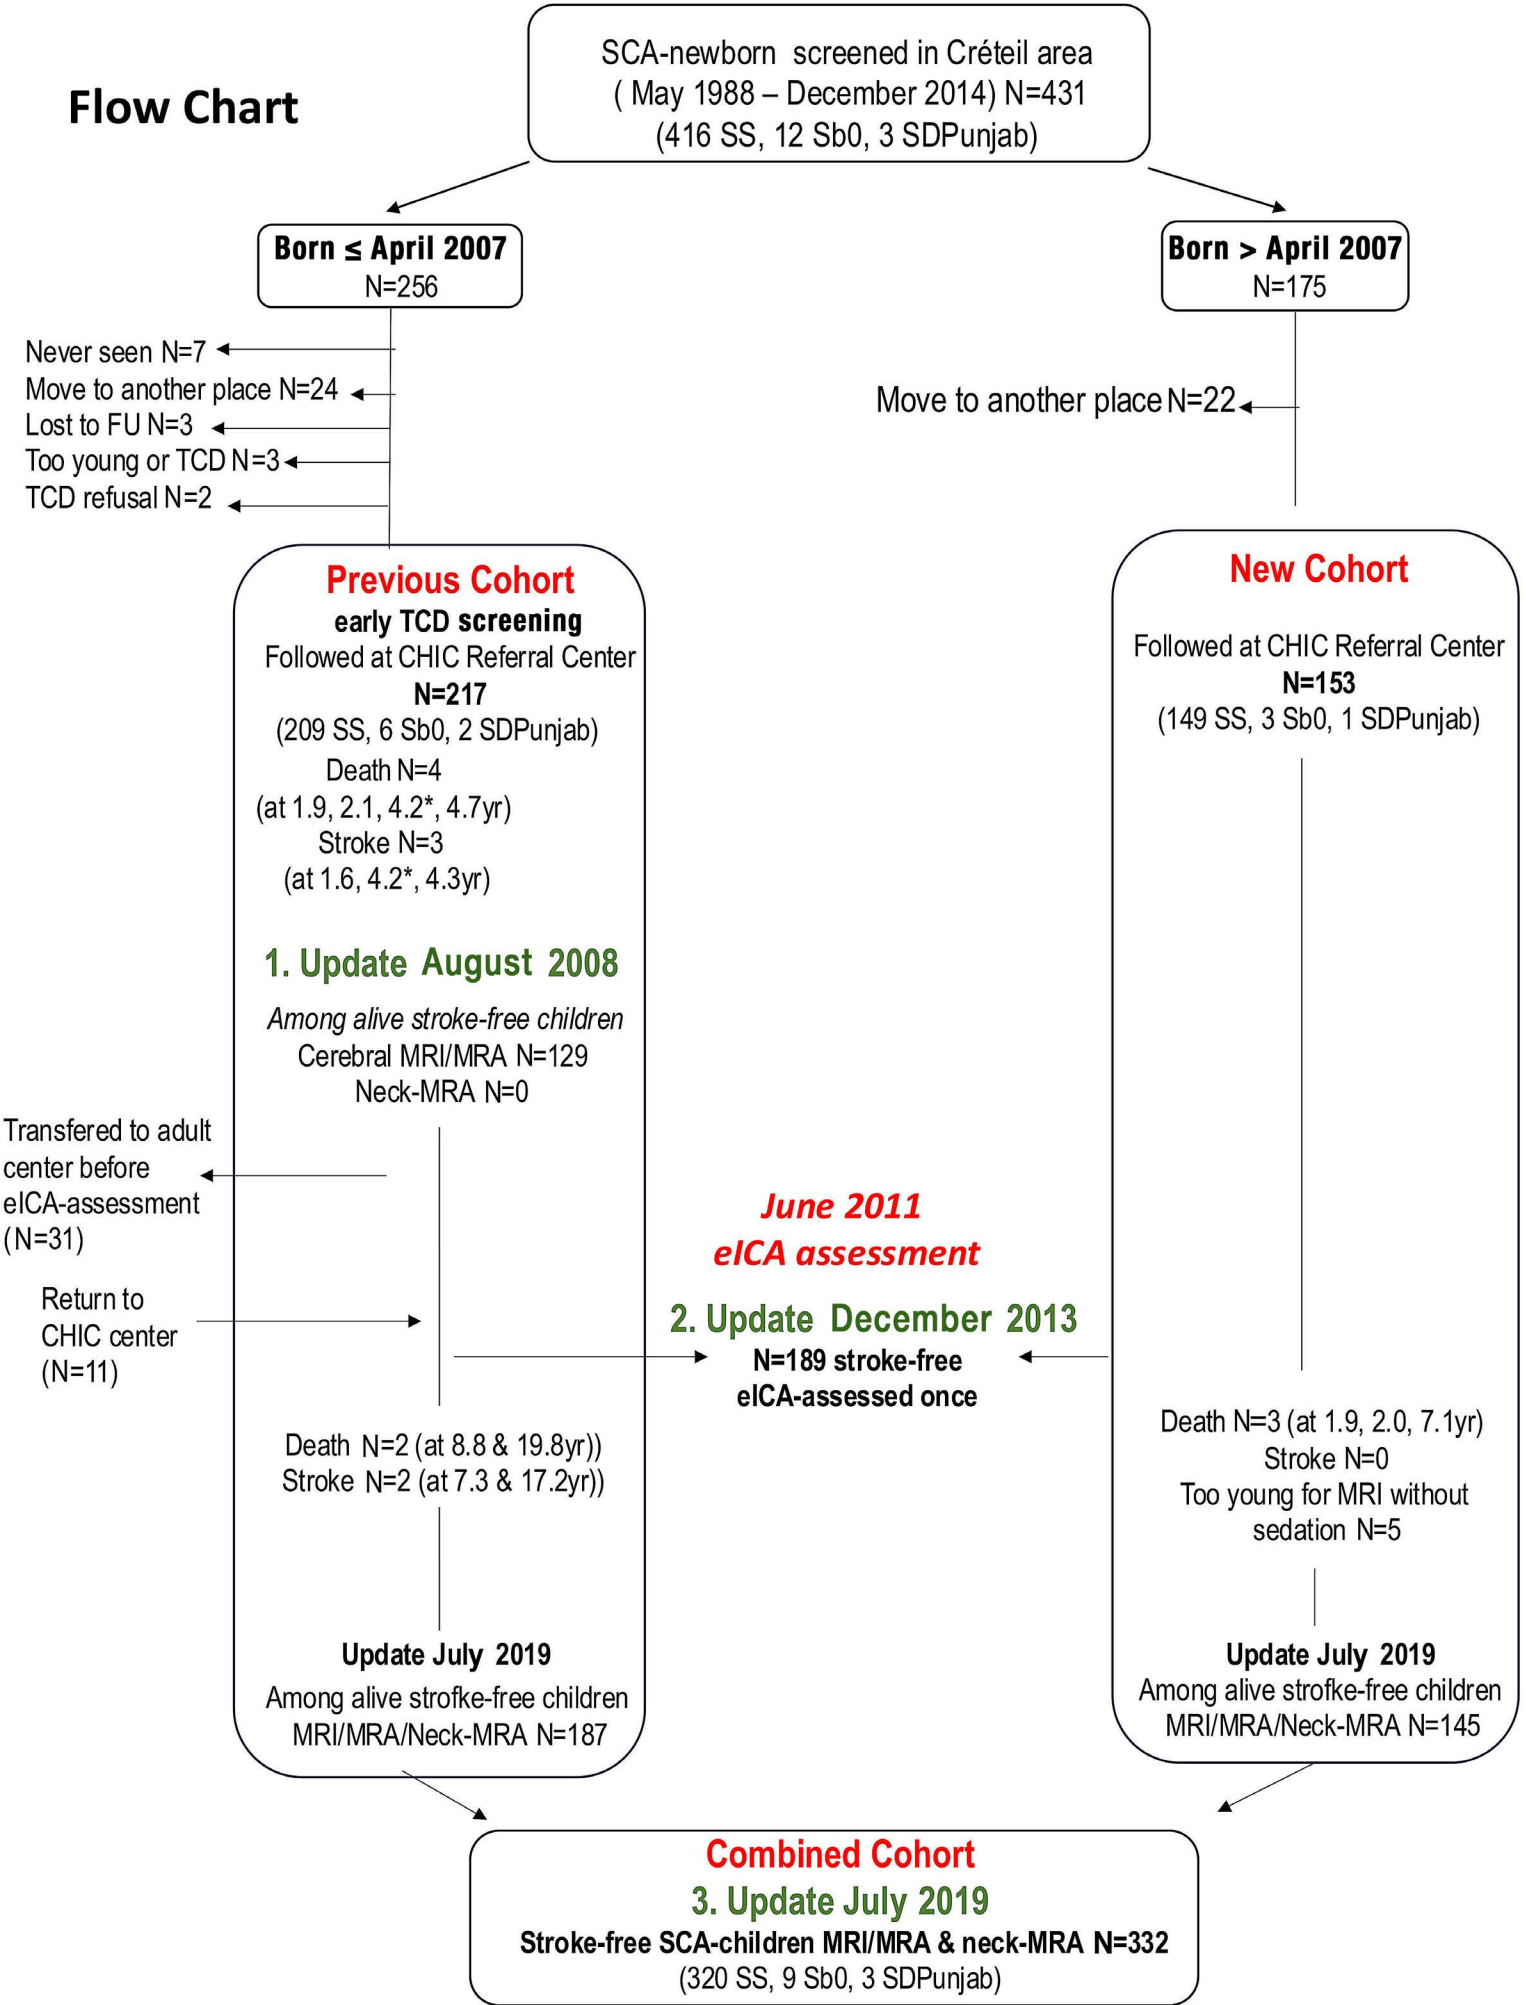 Flow Chart
SCA-newborn screened in Créteil area
( May 1988 – December 2014) N=431
(416 SS, 12 Sb0, 3 SDPunjab)
Born ≤ April 2007
N=256
Born > April 2007
N=175
Never seen N=7
Move to another place N=24
Lost to FU N=3
Too young or TCD N=3
TCD refusal N=2
Move to another place N=22
Previous Cohort
early TCD screening
Followed at CHIC Referral Center
N=217
(209 SS, 6 Sb0, 2 SDPunjab)
Death N=4
(at 1.9, 2.1, 4.2*, 4.7yr)
Stroke N=3
(at 1.6, 4.2*, 4.3yr)
1. Update August 2008
Among alive stroke-free children
Cerebral MRI/MRA N=129
Neck-MRA N=0
Transfered to adult
center before
eICA-assessment
(N=31)
Return to
CHIC center
(N=11)
Death N=2 (at 8.8 & 19.8yr))
Stroke N=2 (at 7.3 & 17.2yr))
Update July 2019
Among alive strofke-free children
MRI/MRA/Neck-MRA N=187
June 2011
eICA assessment
2. Update December 2013
N=189 stroke-free
eICA-assessed once
New Cohort
Followed at CHIC Referral Center
N=153
(149 SS, 3 Sb0, 1 SDPunjab)
Death N=3 (at 1.9, 2.0, 7.1yr)
Stroke N=0
Too young for MRI without
sedation N=5
Update July 2019
Among alive strofke-free children
MRI/MRA/Neck-MRA N=145
Combined Cohort
3. Update July 2019
Stroke-free SCA-children MRI/MRA & neck-MRA N=332
(320 SS, 9 Sb0, 3 SDPunjab)